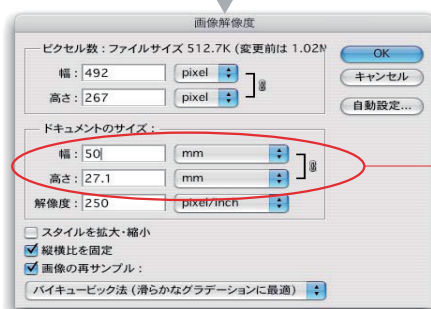 画像解像度
ピクセル数：ファイルサイズ 512.7K (変更前は 1.02M
OK
幅：492 pixel
キャンセル
高さ：267 pixel
自動設定...
ドキュメントのサイズ：
幅：50 mm
高さ：27.1 mm
解像度：250 pixel/inch
スタイルを拡大・縮小
縦横比を固定
画像の再サンプル：
バイキュービック法 (滑らかなグラデーションに最適)